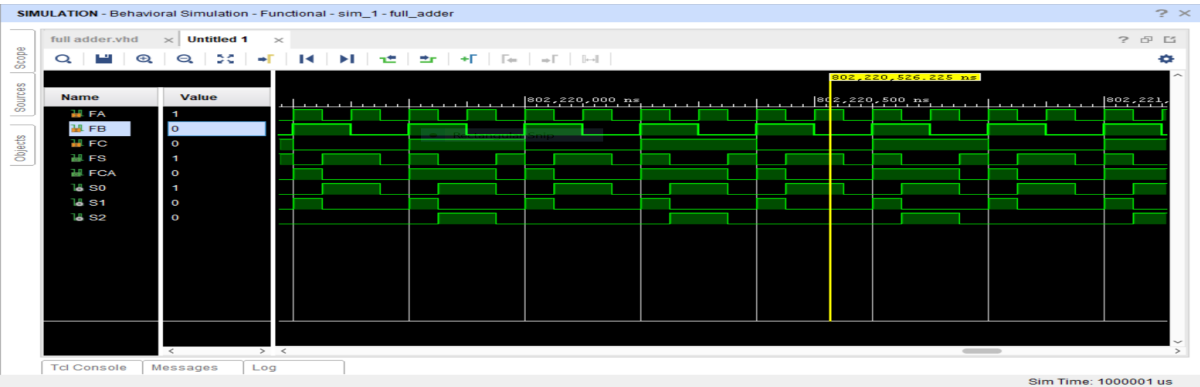 SIMULATION - Behavioral Simulation - Functional - sim_1 - full_adder
full adder.vhd
Untitled 1
Scope
Sources
Objects
802,220,526.225 ns
Name Value
802,220,000 ns 802,220,500 ns 802,221,
FA 1
FB 0
FC 0
FS 1
FCA 0
S0 1
S1 0
S2 0
Tcl Console Messages Log
Sim Time: 1000001 us